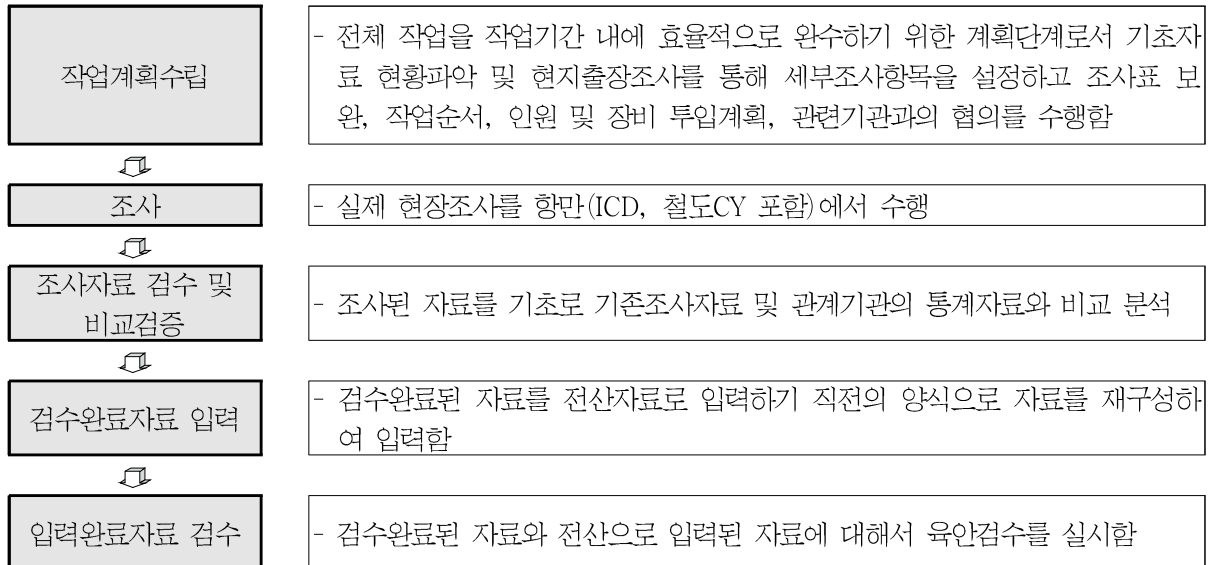 작업계획수립
- 전체 작업을 작업기간 내에 효율적으로 완수하기 위한 계획단계로서 기초자
료 현황파악 및 현지출장조사를 통해 세부조사항목을 설정하고 조사표 보
완, 작업순서, 인원 및 장비 투입계획, 관련기관과의 협의를 수행함
조사
- 실제 현장조사를 항만(ICD, 철도CY 포함)에서 수행
조사자료 검수 및
비교검증
- 조사된 자료를 기초로 기존조사자료 및 관계기관의 통계자료와 비교 분석
검수완료자료 입력
- 검수완료된 자료를 전산자료로 입력하기 직전의 양식으로 자료를 재구성하
여 입력함
입력완료자료 검수
- 검수완료된 자료와 전산으로 입력된 자료에 대해서 육안검수를 실시함